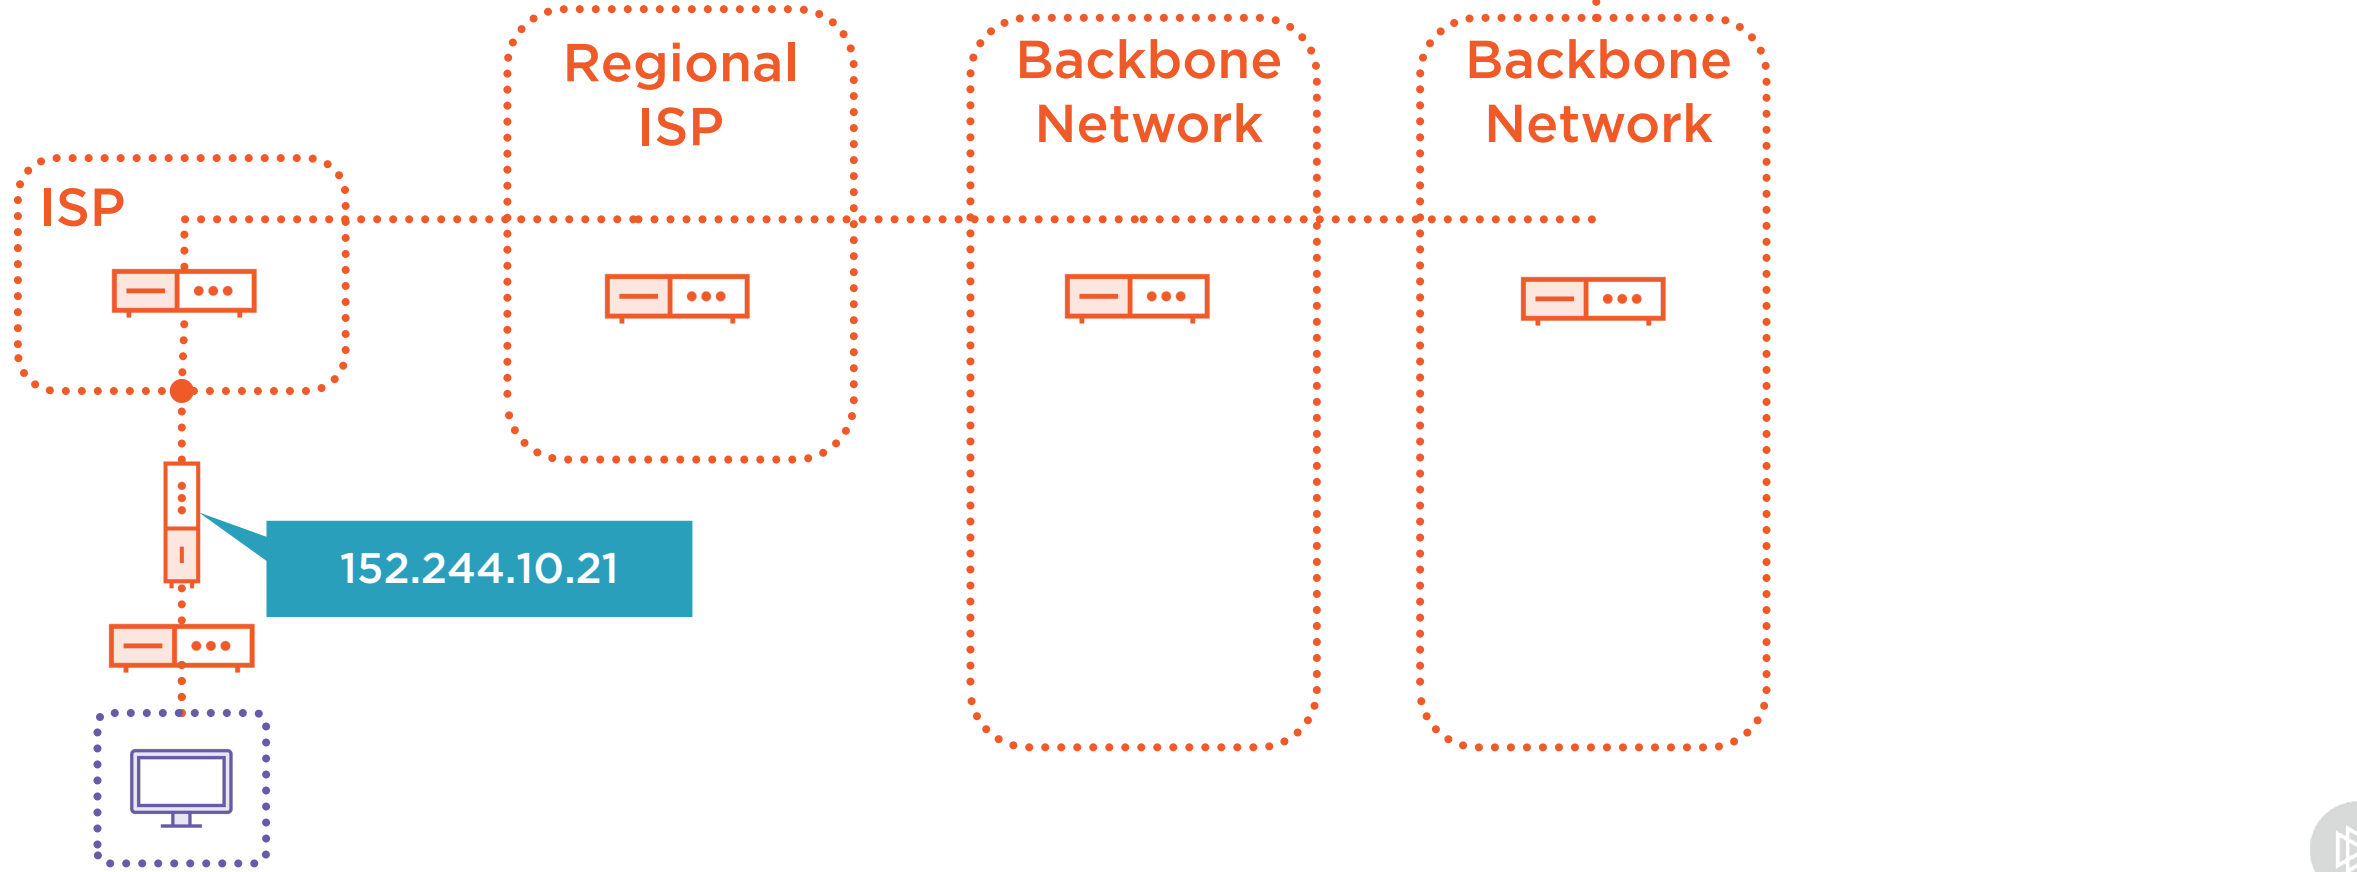 Regional
ISP
Backbone
Network
Backbone
Network
ISP
152.244.10.21